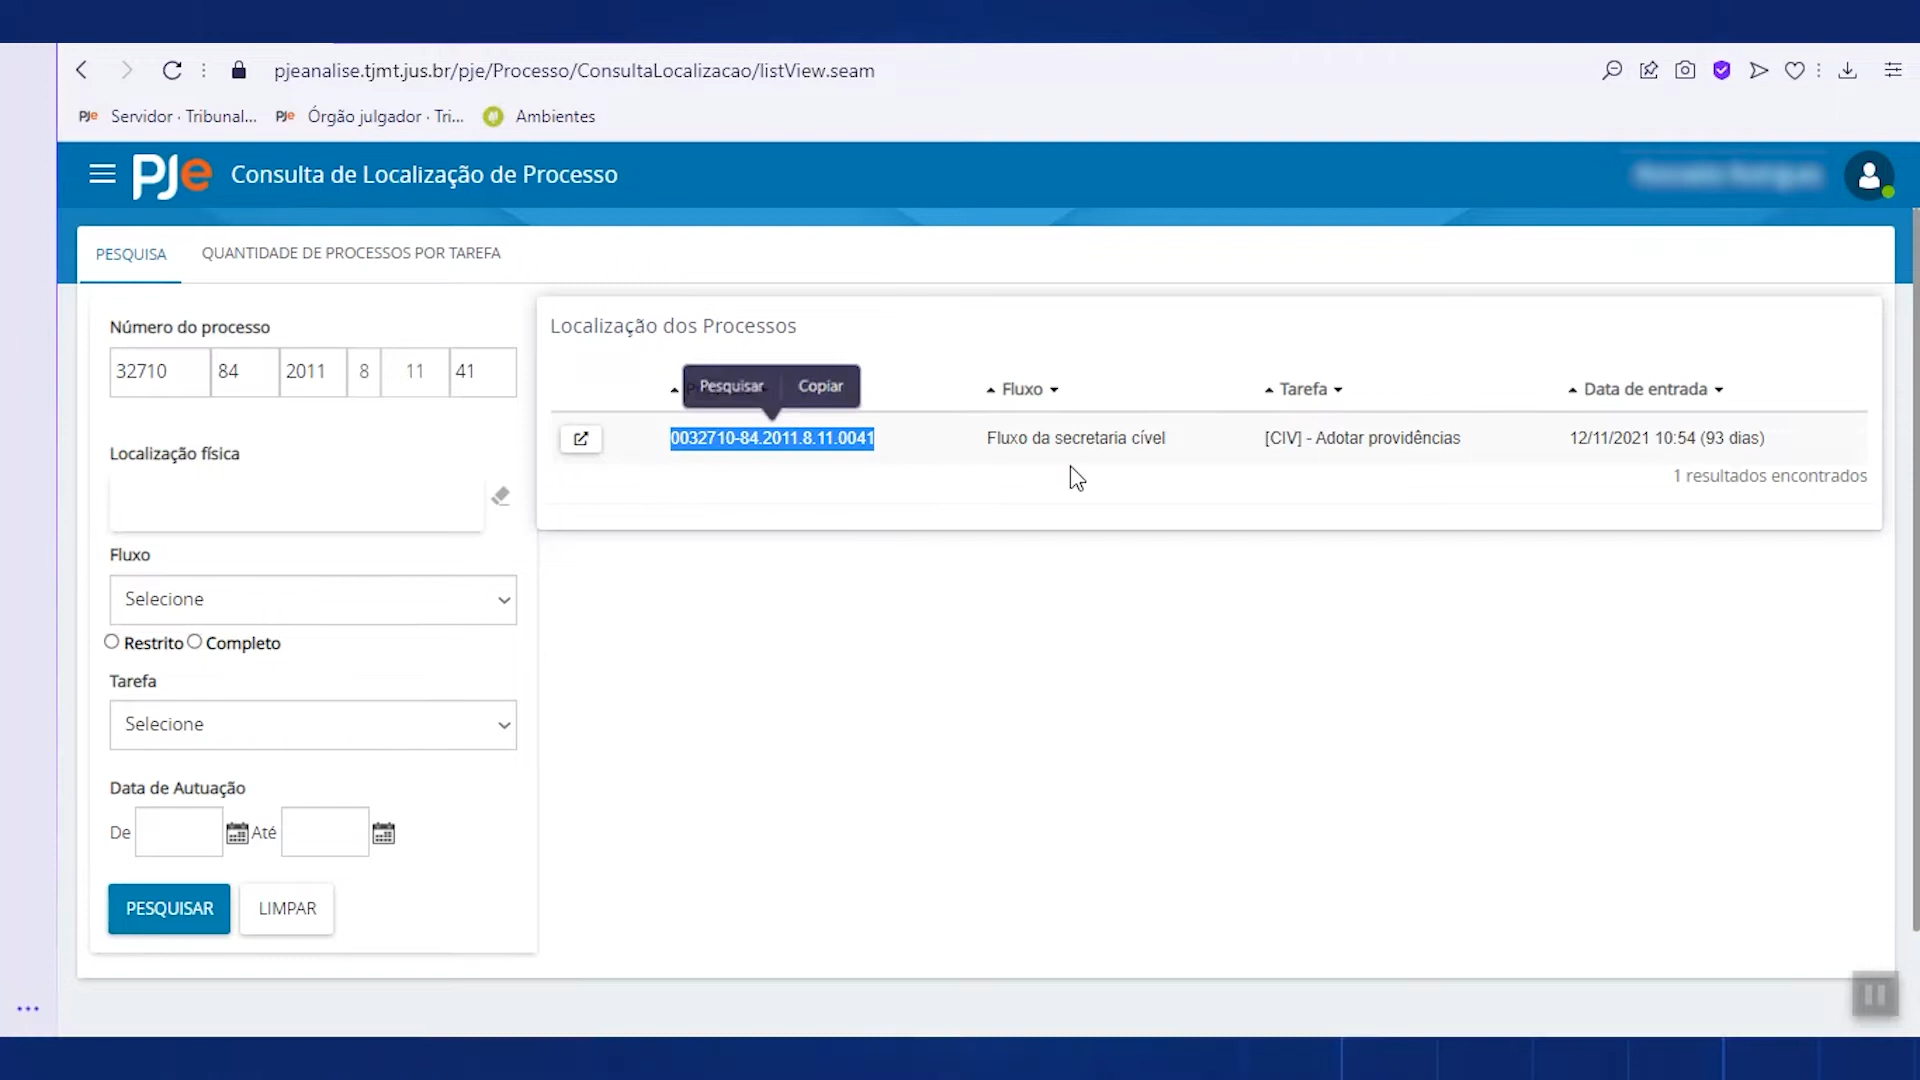 pjeanalise.tjmt.jus.br/pje/Processo/ConsultaLocalizacao/listView.seam
PJe Servidor · Tribunal... PJe Órgão julgador · Tri... Ambientes
PJe Consulta de Localização de Processo
PESQUISA QUANTIDADE DE PROCESSOS POR TAREFA
Número do processo
32710 84 2011 8 11 41
Localização física
Fluxo
Selecione
Restrito Completo
Tarefa
Selecione
Data de Autuação
De Até
PESQUISAR LIMPAR
Localização dos Processos
Pesquisar Copiar
Fluxo Tarefa Data de entrada
0032710-84.2011.8.11.0041 Fluxo da secretaria cível [CIV] - Adotar providências 12/11/2021 10:54 (93 dias)
1 resultados encontrados